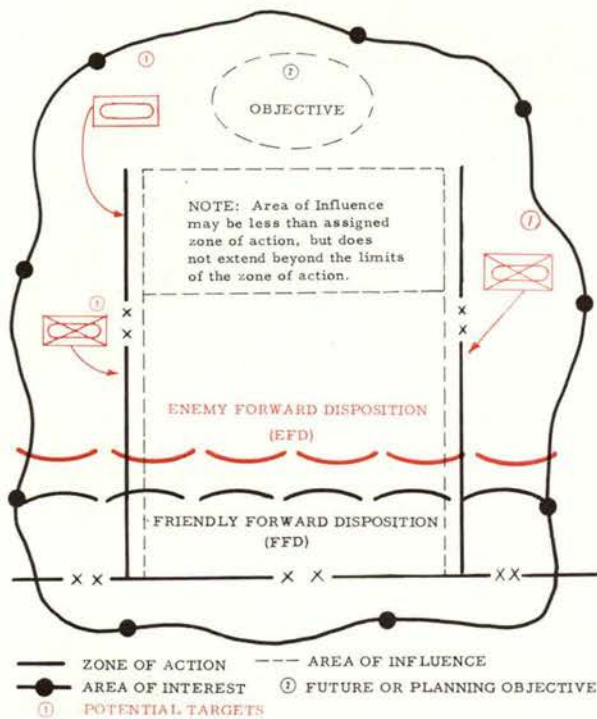 ①
②
OBJECTIVE
NOTE: Area of Influence
may be less than assigned
zone of action, but does
not extend beyond the limits
of the zone of action.
①
①
X X
X X
ENEMY FORWARD DISPOSITION
(EFD)
FRIENDLY FORWARD DISPOSITION
(FFD)
X X
X X
XX
ZONE OF ACTION
AREA OF INFLUENCE
AREA OF INTEREST
② FUTURE OR PLANNING OBJECTIVE
① POTENTIAL TARGETS